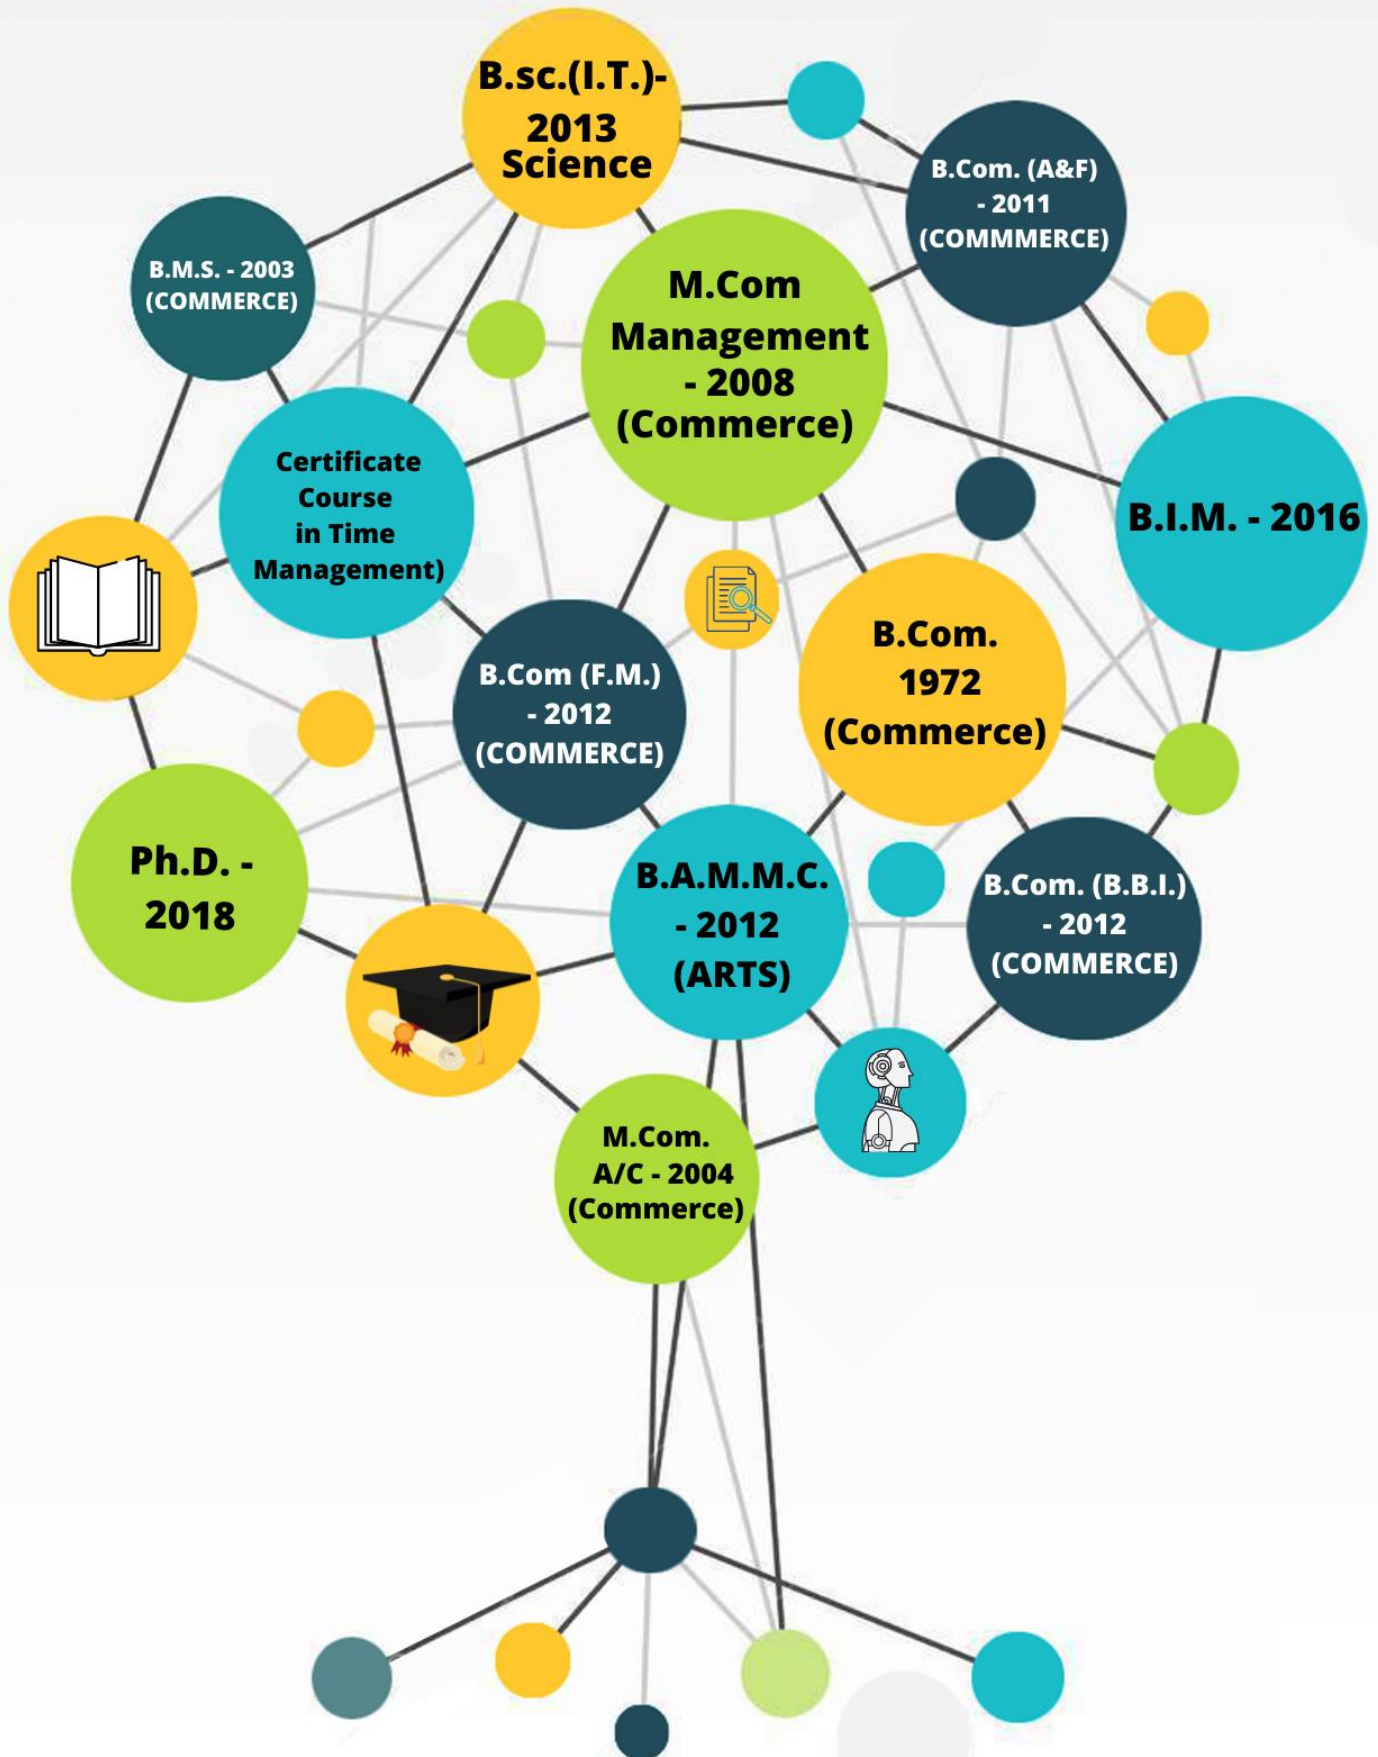 B.sc.(I.T.)-
2013
Science
B.Com. (A&F)
- 2011
(COMMMERCE)
B.M.S. - 2003
(COMMERCE)
M.Com
Management
- 2008
(Commerce)
Certificate
Course
in Time
Management)
B.I.M. - 2016
B.Com (F.M.)
- 2012
(COMMERCE)
B.Com.
1972
(Commerce)
Ph.D. -
2018
B.A.M.M.C.
- 2012
(ARTS)
B.Com. (B.B.I.)
- 2012
(COMMERCE)
M.Com.
A/C - 2004
(Commerce)